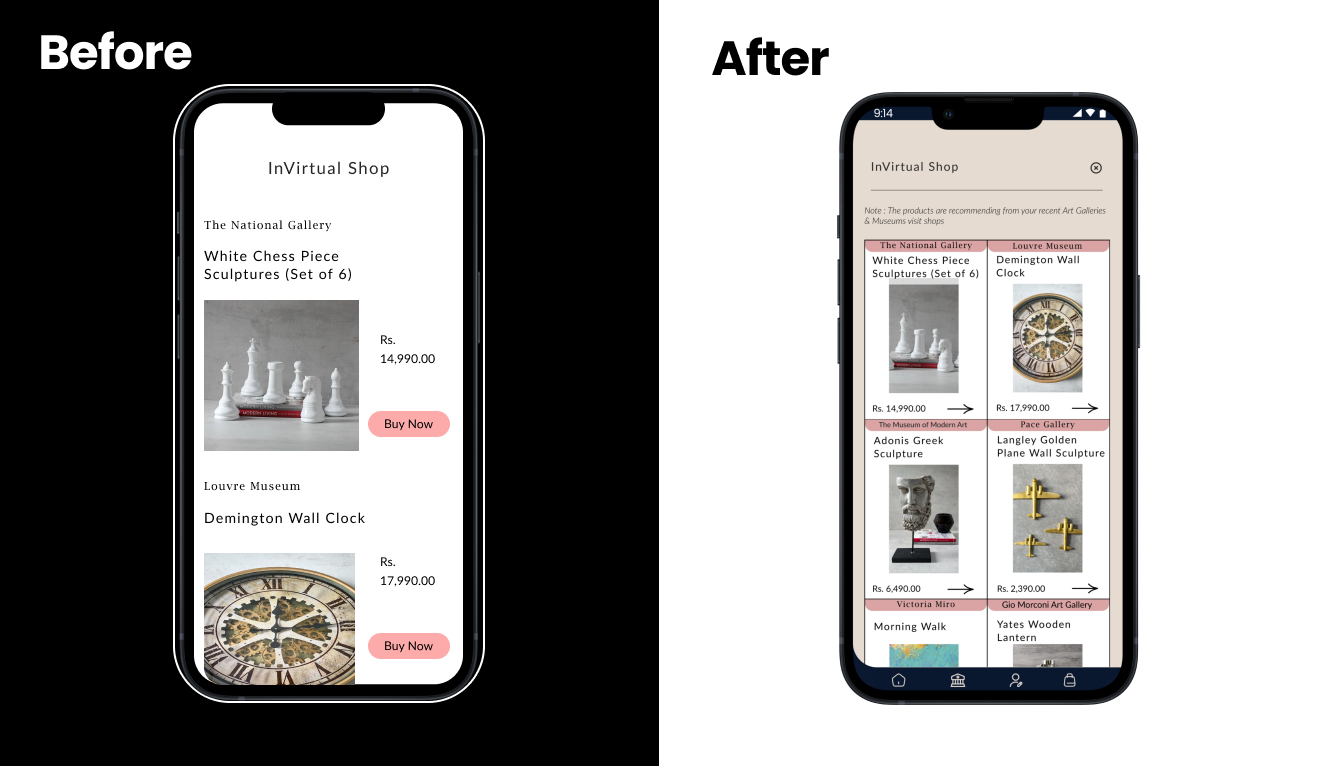 Before
InVirtual Shop
The National Gallery
White Chess Piece
Sculptures (Set of 6)
Rs.
14,990.00
MODERN LIVING
Buy Now
Louvre Museum
Demington Wall Clock
Rs.
17,990.00
XII
Buy Now
After
9:14
InVirtual Shop
Note : The products are recommending from your recent Art Galleries
& Museums visit shops
The National Gallery
White Chess Piece
Sculptures (Set of 6)
Rs. 14,990.00
Louvre Museum
Demington Wall
Clock
Rs. 17,990.00
The Museum of Modern Art
Adonis Greek
Sculpture
Rs. 6,490.00
Pace Gallery
Langley Golden
Plane Wall Sculpture
Rs. 2,390.00
Victoria Miro
Morning Walk
Gio Morconi Art Gallery
Yates Wooden
Lantern